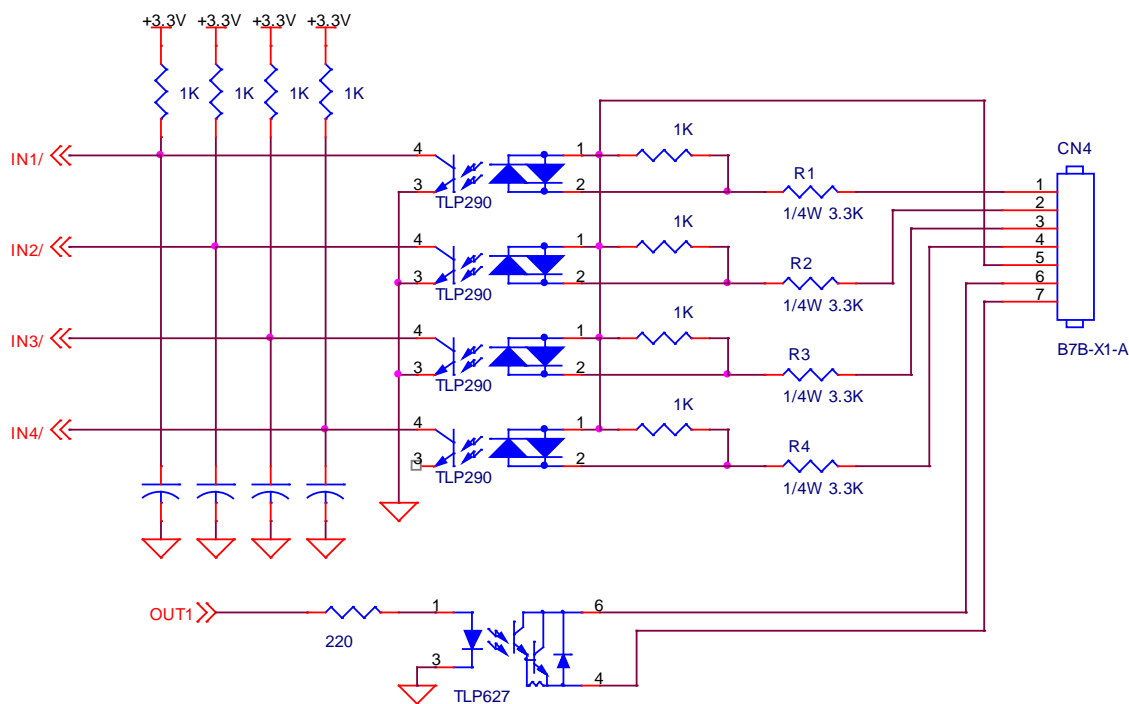 +3.3V +3.3V +3.3V +3.3V
1K 1K 1K 1K
1K
CN4
IN1/ 4 1
R1
3 2 1
TLP290 1/4W 3.3K 2
1K 3
IN2/ 4 1 4
R2 5
3 2 6
TLP290 1/4W 3.3K 7
1K
IN3/ 4 1
B7B-X1-A
R3
3 2
TLP290 1/4W 3.3K
1K
IN4/ 4 1
R4
3 2
TLP290 1/4W 3.3K
OUT1 1 6
220
3 4
TLP627